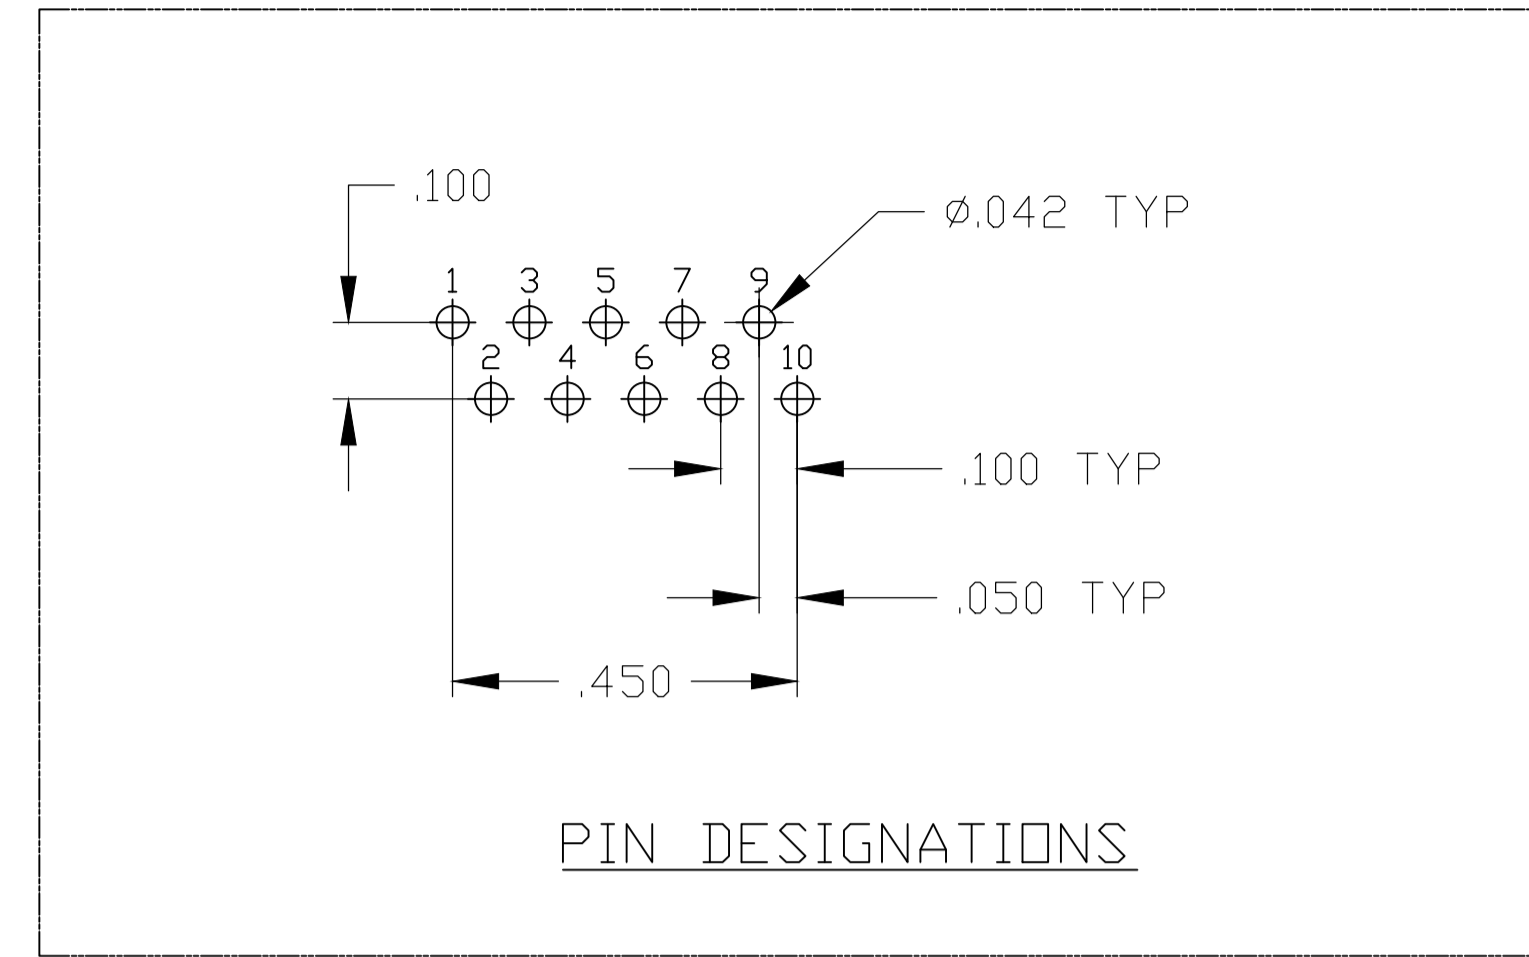 .100
Ø.042 TYP
1 3 5 7 9
2 4 6 8 10
.100 TYP
.050 TYP
.450
PIN DESIGNATIONS